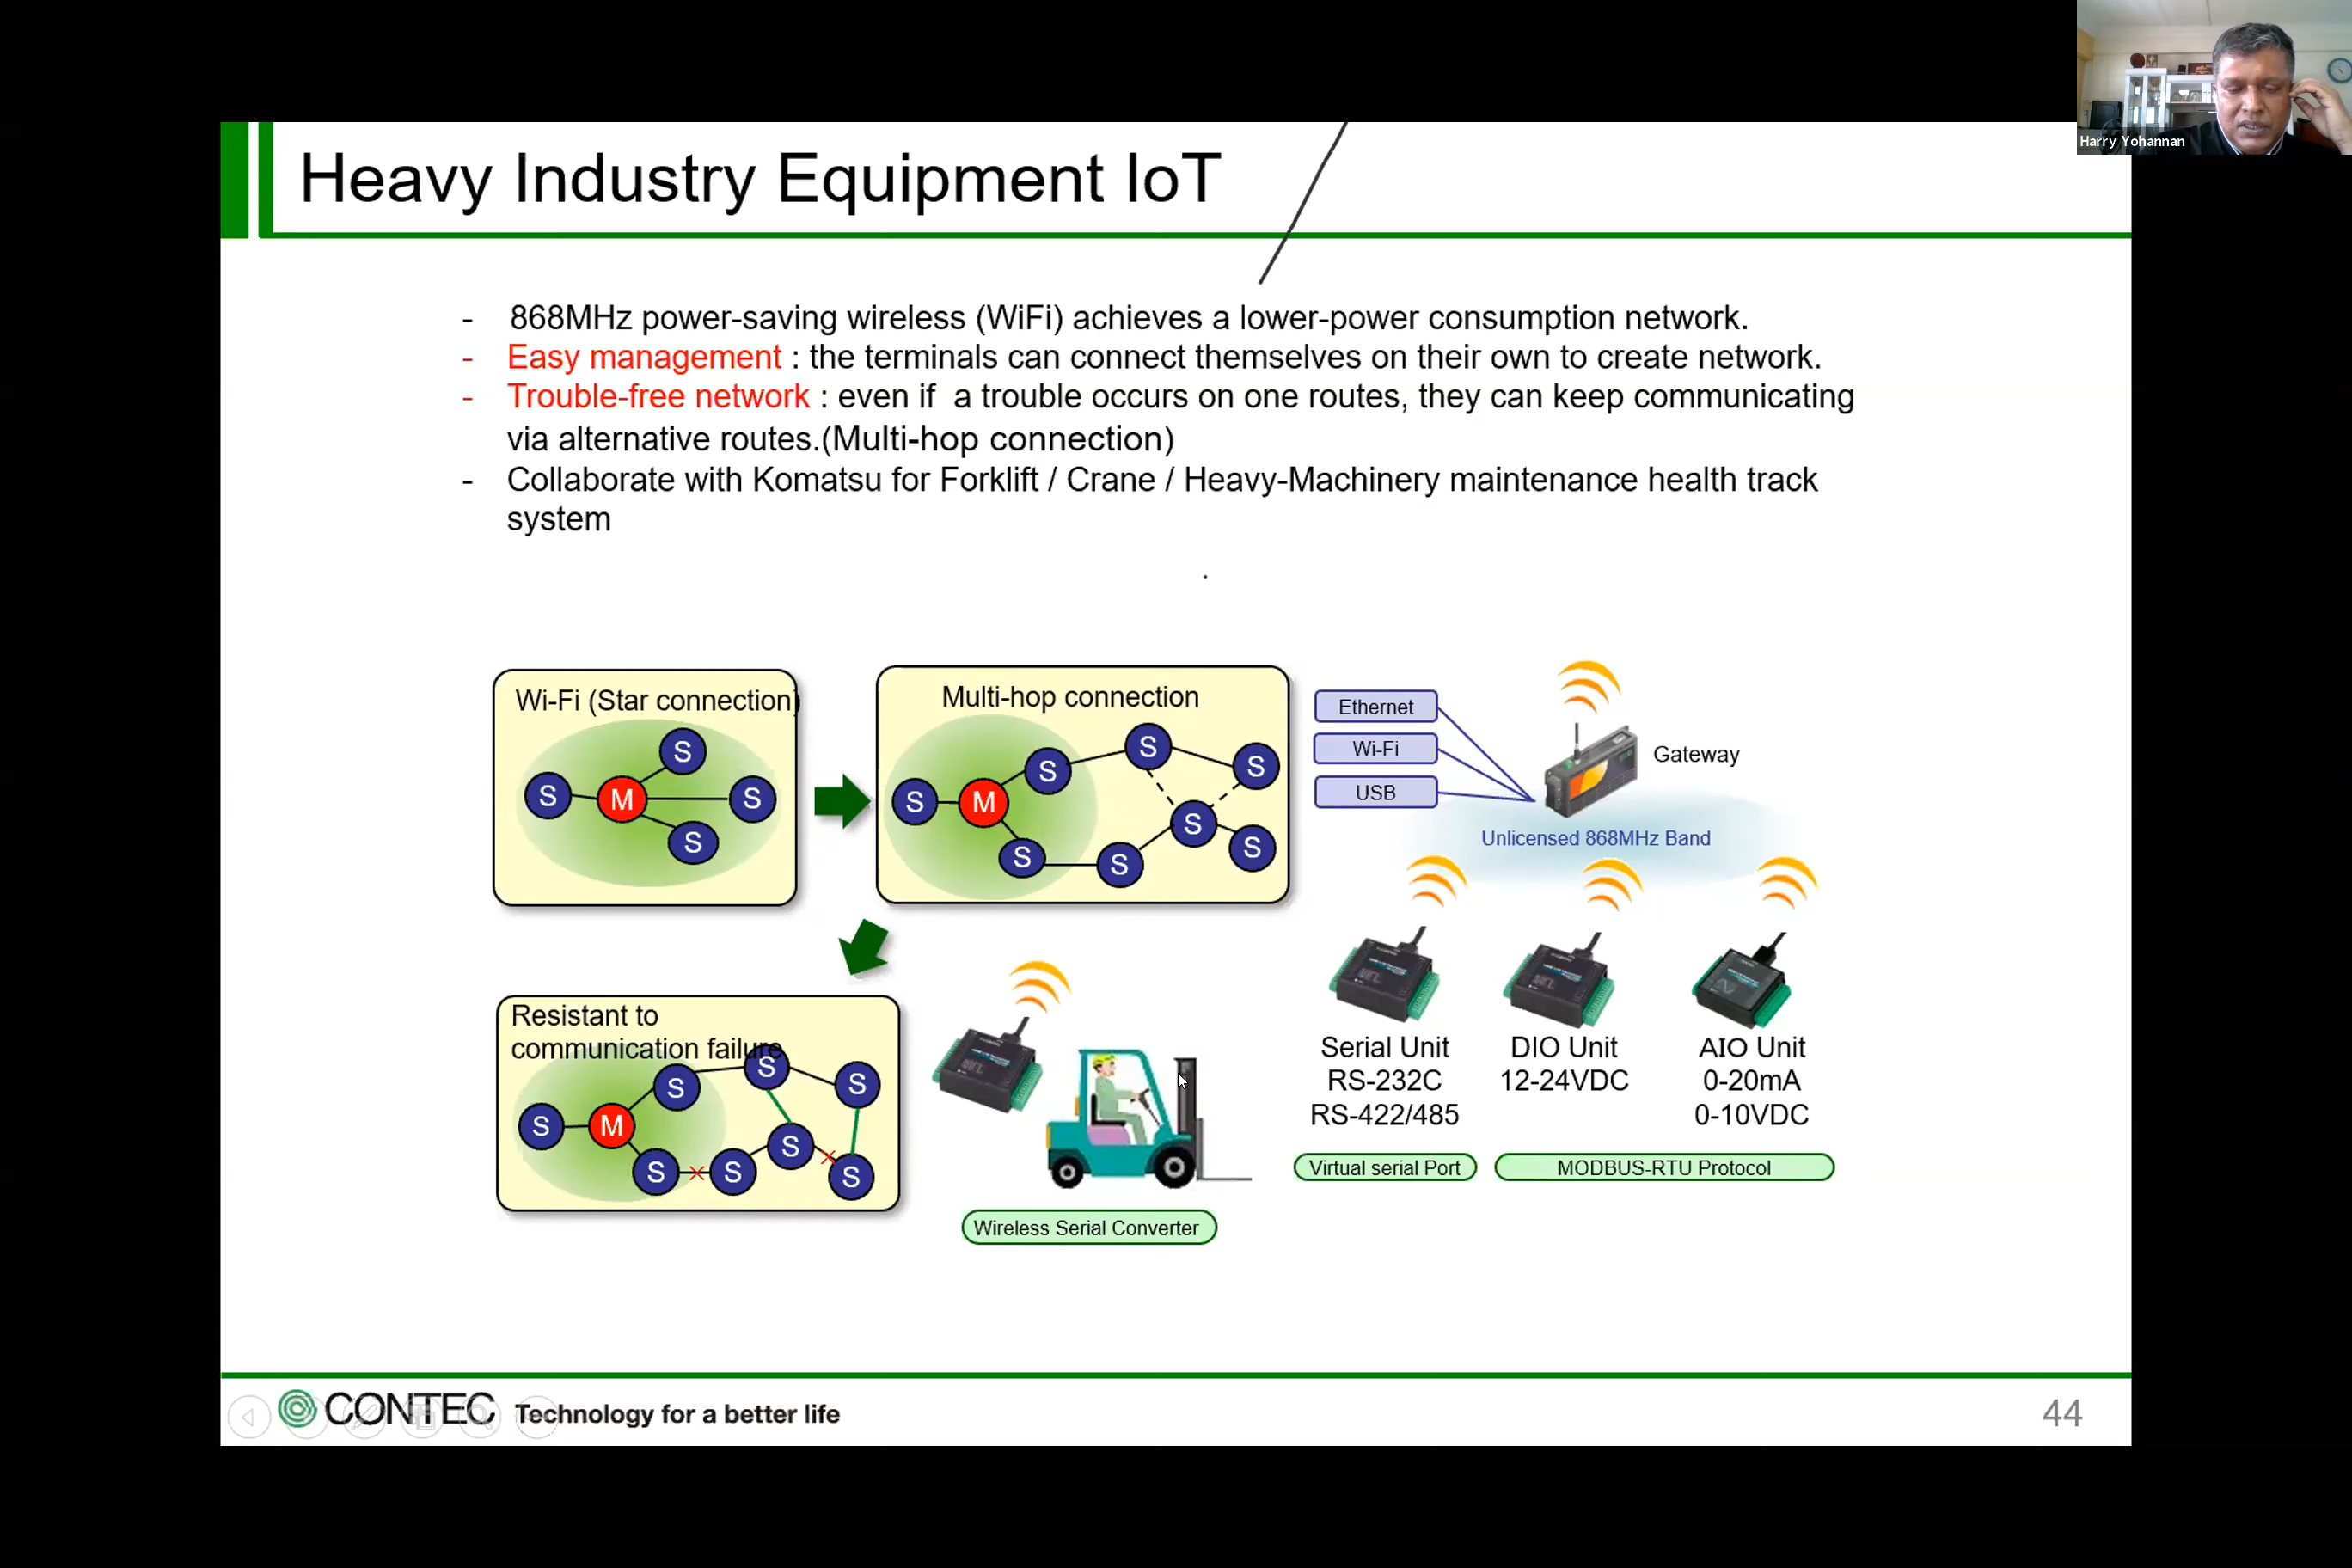 Harry Yohannan
Heavy Industry Equipment IoT
- 868MHz power-saving wireless (WiFi) achieves a lower-power consumption network.
- Easy management : the terminals can connect themselves on their own to create network.
- Trouble-free network : even if a trouble occurs on one routes, they can keep communicating
via alternative routes.(Multi-hop connection)
- Collaborate with Komatsu for Forklift / Crane / Heavy-Machinery maintenance health track
system
Wi-Fi (Star connection)
S
S
M
S
S
Multi-hop connection
S
S
S
S
M
S
S
S
S
Ethernet
Wi-Fi
USB
Gateway
Unlicensed 868MHz Band
Resistant to
communication failure
S
S
S
S
M
S
S
S
S
Wireless Serial Converter
Serial Unit
RS-232C
RS-422/485
Virtual serial Port
DIO Unit
12-24VDC
AIO Unit
0-20mA
0-10VDC
MODBUS-RTU Protocol
CONTEC Technology for a better life
44